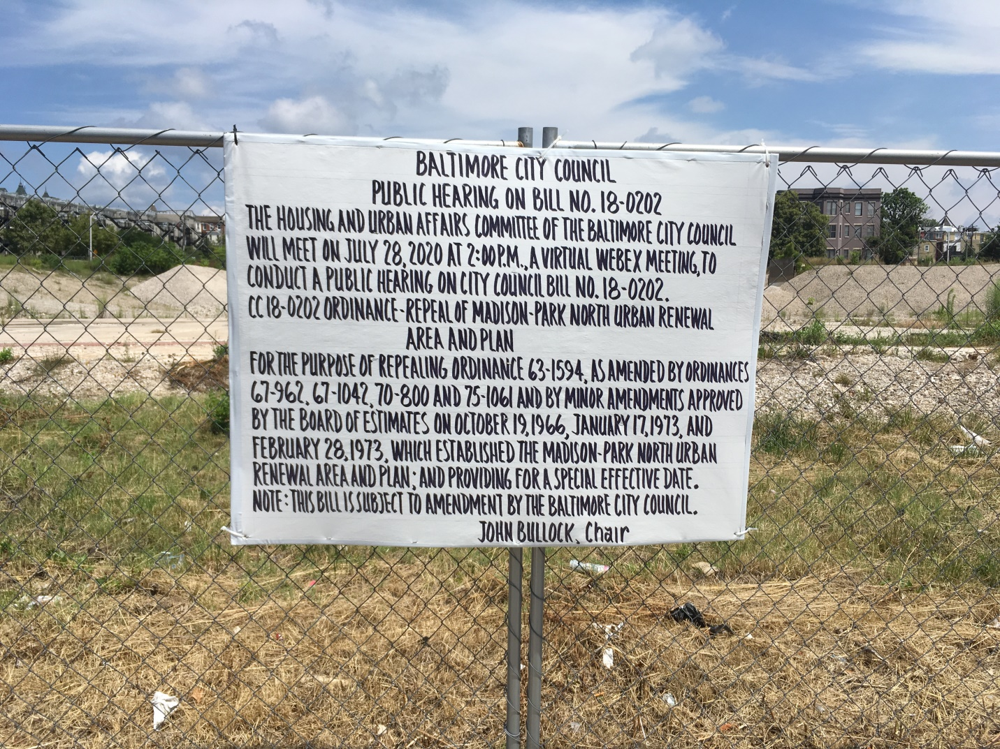 BALTIMORE CITY COUNCIL
PUBLIC HEARING ON BILL NO. 18-0202
THE HOUSING AND URBAN AFFAIRS COMMITTEE OF THE BALTIMORE CITY COUNCIL
WILL MEET ON JULY 28, 2020 AT 2:00 P.M., A VIRTUAL WEBEX MEETING, TO
CONDUCT A PUBLIC HEARING ON CITY COUNCIL BILL NO. 18-0202.
CC 18-0202 ORDINANCE-REPEAL OF MADISON-PARK NORTH URBAN RENEWAL
AREA AND PLAN
FOR THE PURPOSE OF REPEALING ORDINANCE 63-1594, AS AMENDED BY ORDINANCES
67-962, 67-1042, 70-800 AND 75-1061 AND BY MINOR AMENDMENTS APPROVED
BY THE BOARD OF ESTIMATES ON OCTOBER 19, 1966, JANUARY 17, 1973, AND
FEBRUARY 28, 1973, WHICH ESTABLISHED THE MADISON-PARK NORTH URBAN
RENEWAL AREA AND PLAN; AND PROVIDING FOR A SPECIAL EFFECTIVE DATE.
NOTE: THIS BILL IS SUBJECT TO AMENDMENT BY THE BALTIMORE CITY COUNCIL.
JOHN BULLOCK, Chair